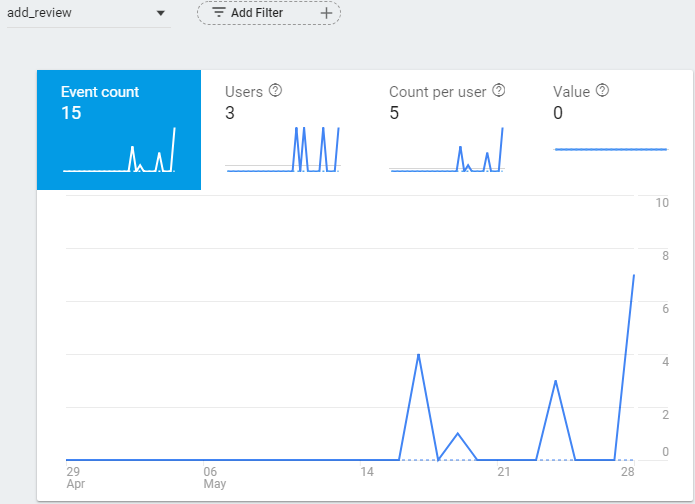 add_review
Add Filter
Event count
15
Users
3
Count per user
5
Value
0
10
8
6
4
2
0
29
Apr
06
May
14
21
28